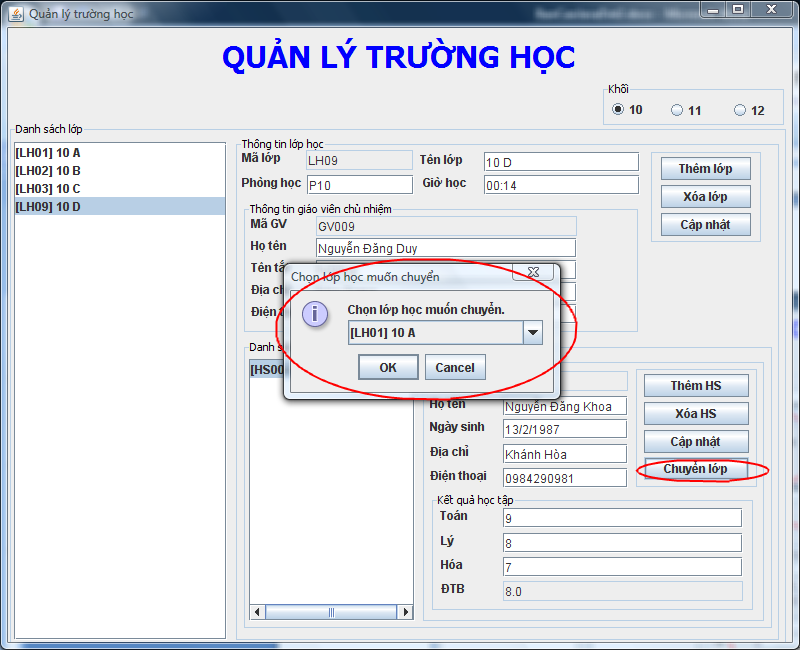 Quản lý trường học
QUẢN LÝ TRƯỜNG HỌC
Khối
10
11
12
Danh sách lớp
[LH01] 10 A
[LH02] 10 B
[LH03] 10 C
[LH09] 10 D
Thông tin lớp học
Mã lớp LH09 Tên lớp 10 D
Phòng học P10 Giờ học 00:14
Thêm lớp
Xóa lớp
Cập nhật
Thông tin giáo viên chủ nhiệm
Mã GV GV009
Họ tên Nguyễn Đăng Duy
Tên tắ
Địa ch
Điện t
Chọn lớp học muốn chuyển
Chọn lớp học muốn chuyển.
[LH01] 10 A
OK Cancel
Danh s
[HS00
Họ tên Nguyễn Đăng Khoa
Ngày sinh 13/2/1987
Địa chỉ Khánh Hòa
Điện thoại 0984290981
Thêm HS
Xóa HS
Cập nhật
Chuyển lớp
Kết quả học tập
Toán 9
Lý 8
Hóa 7
ĐTB 8.0